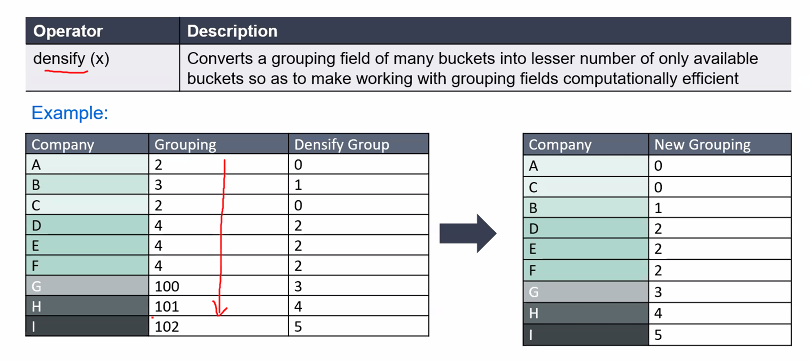 Operator Description
densify (x) Converts a grouping field of many buckets into lesser number of only available
buckets so as to make working with grouping fields computationally efficient
Example:
Company Grouping Densify Group
A 2 0
B 3 1
C 2 0
D 4 2
E 4 2
F 4 2
G 100 3
H 101 4
I 102 5
Company New Grouping
A 0
C 0
B 1
D 2
E 2
F 2
G 3
H 4
I 5